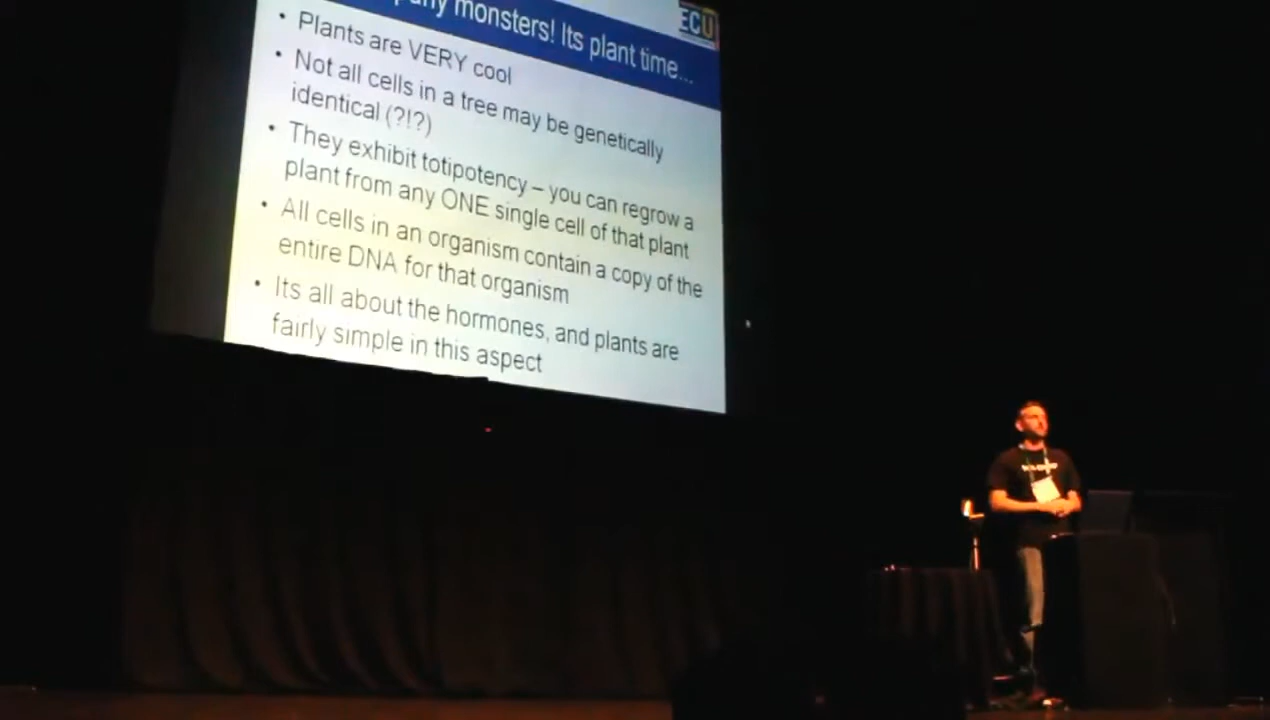 monsters! Its plant time...
ECU
• Plants are VERY cool
• Not all cells in a tree may be genetically
identical (?!?)
• They exhibit totipotency – you can regrow a
plant from any ONE single cell of that plant
• All cells in an organism contain a copy of the
entire DNA for that organism
• Its all about the hormones, and plants are
fairly simple in this aspect